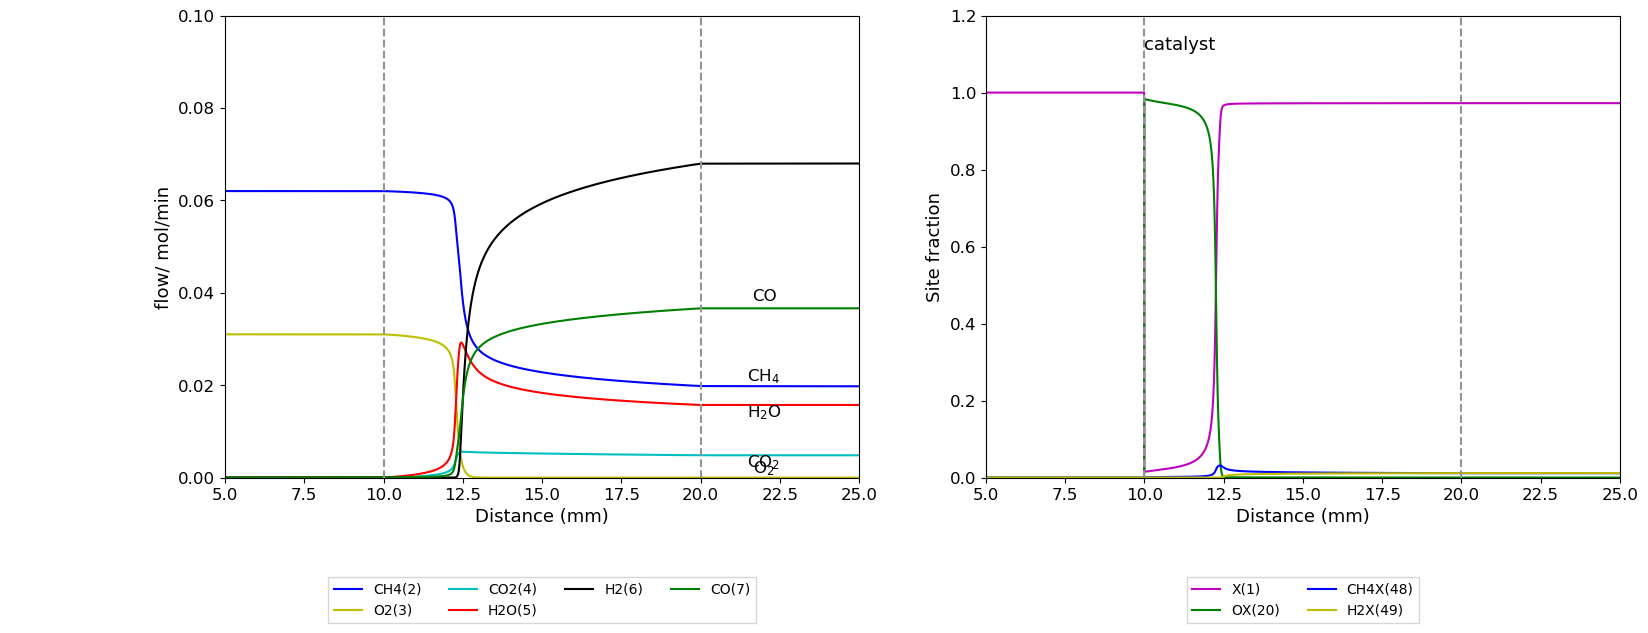 0.10
0.08
0.06
0.04
0.02
0.00
flow/ mol/min
CO
CH4
H2O
CO2
O2
5.0 7.5 10.0 12.5 15.0 17.5 20.0 22.5 25.0
Distance (mm)
CH4(2) CO2(4) H2(6) CO(7)
O2(3) H2O(5)
1.2
1.0
0.8
0.6
0.4
0.2
0.0
Site fraction
catalyst
5.0 7.5 10.0 12.5 15.0 17.5 20.0 22.5 25.0
Distance (mm)
X(1) CH4X(48)
OX(20) H2X(49)